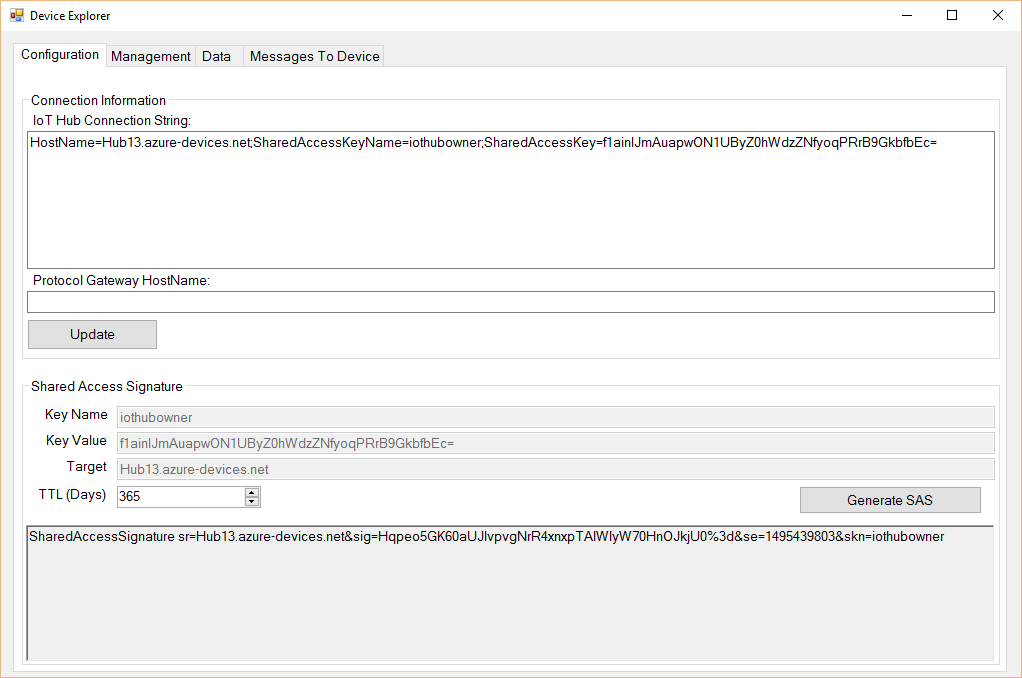 Device Explorer
Configuration Management Data Messages To Device
Connection Information
IoT Hub Connection String:
HostName=Hub13.azure-devices.net;SharedAccessKeyName=iothubowner;SharedAccessKey=f1ainlJmAuapwON1UByZ0hWdzZNfyoqPRrB9GkbfbEc=
Protocol Gateway HostName:
Update
Shared Access Signature
Key Name iothubowner
Key Value f1ainlJmAuapwON1UByZ0hWdzZNfyoqPRrB9GkbfbEc=
Target Hub13.azure-devices.net
TTL (Days) 365
Generate SAS
SharedAccessSignature sr=Hub13.azure-devices.net&sig=Hqpeo5GK60aUJlvpvgNrR4xnxpTAlWlyW70HnOJkjU0%3d&se=1495439803&skn=iothubowner